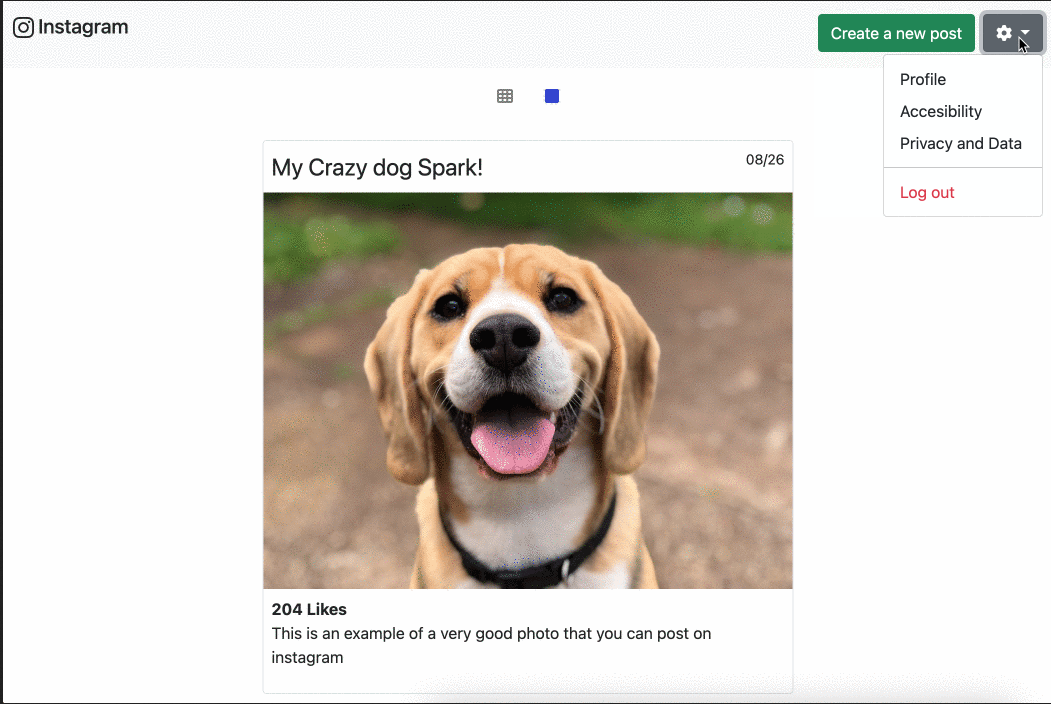 Instagram
Create a new post
Profile
Accesibility
Privacy and Data
Log out
My Crazy dog Spark!
08/26
204 Likes
This is an example of a very good photo that you can post on
instagram